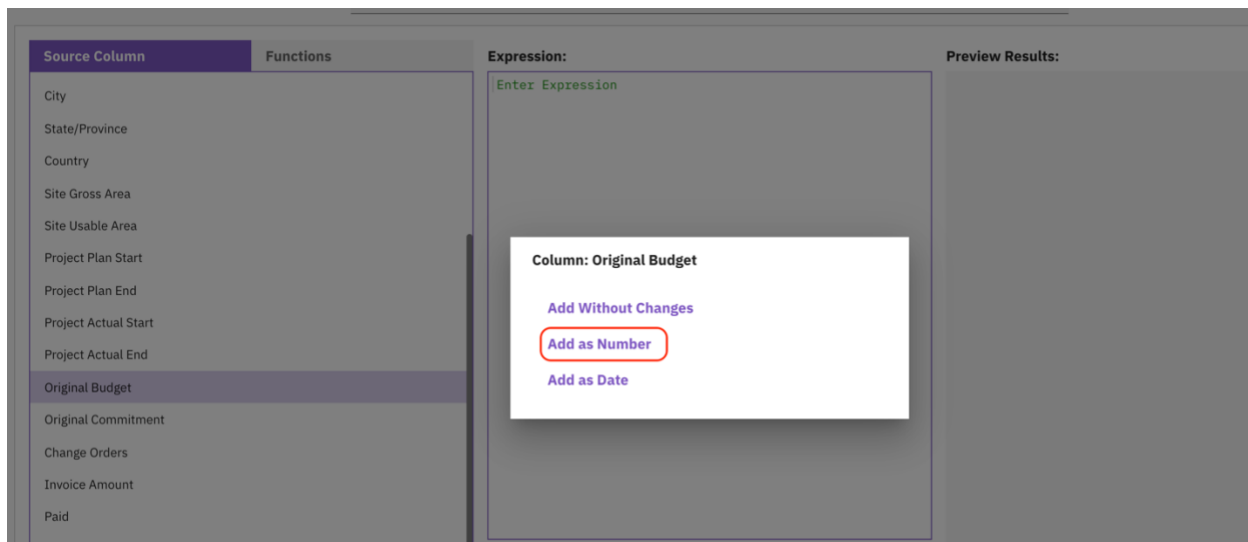 Source Column
Functions
Expression:
Preview Results:
City
State/Province
Country
Site Gross Area
Site Usable Area
Project Plan Start
Project Plan End
Project Actual Start
Project Actual End
Original Budget
Original Commitment
Change Orders
Invoice Amount
Paid
Enter Expression
Column: Original Budget
Add Without Changes
Add as Number
Add as Date